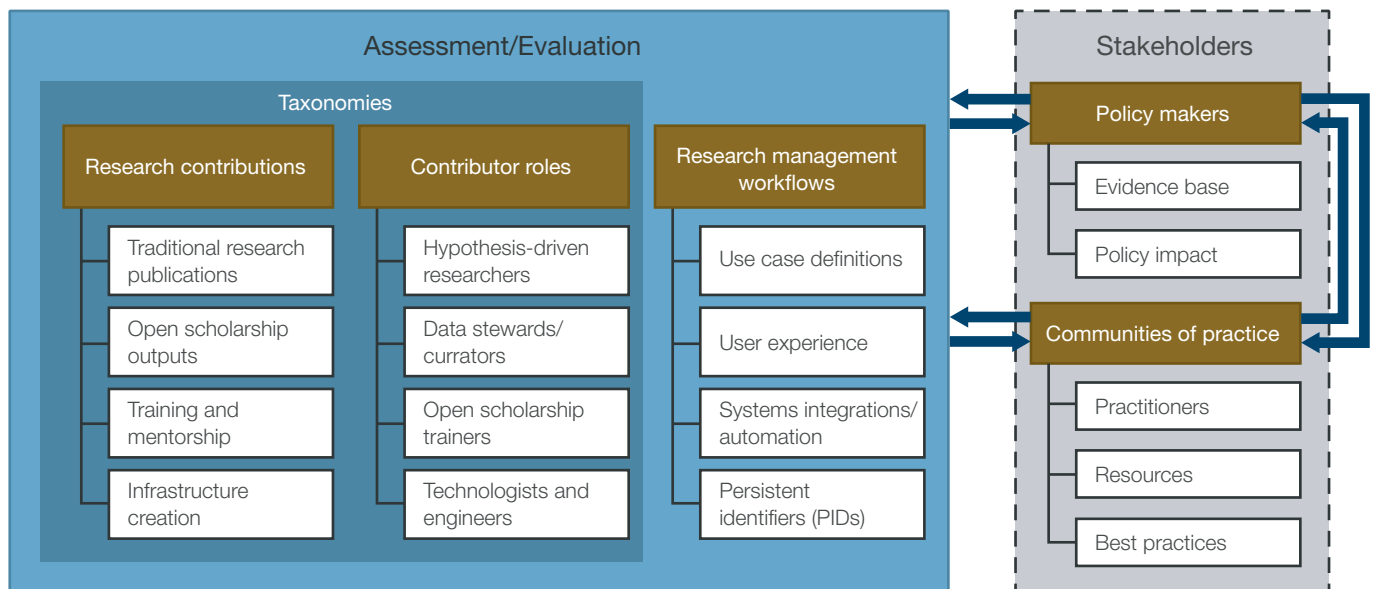 Assessment/Evaluation
Taxonomies
Research contributions
Traditional research
publications
Open scholarship
outputs
Training and
mentorship
Infrastructure
creation
Contributor roles
Hypothesis-driven
researchers
Data stewards/
currators
Open scholarship
trainers
Technologists and
engineers
Research management
workflows
Use case definitions
User experience
Systems integrations/
automation
Persistent
identifiers (PIDs)
Stakeholders
Policy makers
Evidence base
Policy impact
Communities of practice
Practitioners
Resources
Best practices